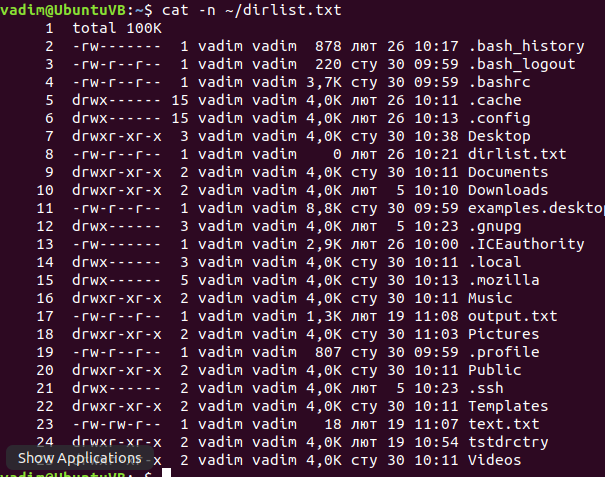 vadim@UbuntuVB:~$ cat -n ~/dirlist.txt
1 total 100K
2 -rw------- 1 vadim vadim 878 лют 26 10:17 .bash_history
3 -rw-r--r-- 1 vadim vadim 220 сту 30 09:59 .bash_logout
4 -rw-r--r-- 1 vadim vadim 3,7K сту 30 09:59 .bashrc
5 drwx------ 15 vadim vadim 4,0K лют 26 10:11 .cache
6 drwx------ 15 vadim vadim 4,0K лют 26 10:13 .config
7 drwxr-xr-x 3 vadim vadim 4,0K сту 30 10:38 Desktop
8 -rw-r--r-- 1 vadim vadim 0 лют 26 10:21 dirlist.txt
9 drwxr-xr-x 2 vadim vadim 4,0K сту 30 10:11 Documents
10 drwxr-xr-x 2 vadim vadim 4,0K лют 5 10:10 Downloads
11 -rw-r--r-- 1 vadim vadim 8,8K сту 30 09:59 examples.deskto
12 drwx------ 3 vadim vadim 4,0K лют 5 10:23 .gnupg
13 -rw------- 1 vadim vadim 2,9K лют 26 10:00 .ICEauthority
14 drwx------ 3 vadim vadim 4,0K сту 30 10:11 .local
15 drwx------ 5 vadim vadim 4,0K сту 30 10:13 .mozilla
16 drwxr-xr-x 2 vadim vadim 4,0K сту 30 10:11 Music
17 -rw-r--r-- 1 vadim vadim 1,3K лют 19 11:08 output.txt
18 drwxr-xr-x 2 vadim vadim 4,0K сту 30 11:03 Pictures
19 -rw-r--r-- 1 vadim vadim 807 сту 30 09:59 .profile
20 drwxr-xr-x 2 vadim vadim 4,0K сту 30 10:11 Public
21 drwx------ 2 vadim vadim 4,0K лют 5 10:23 .ssh
22 drwxr-xr-x 2 vadim vadim 4,0K сту 30 10:11 Templates
23 -rw-rw-r-- 1 vadim vadim 18 лют 19 11:07 text.txt
24 drwxr-xr-x 2 vadim vadim 4,0K лют 19 10:54 tstdrctry
Show Applications
2 vadim vadim 4,0K сту 30 10:11 Videos